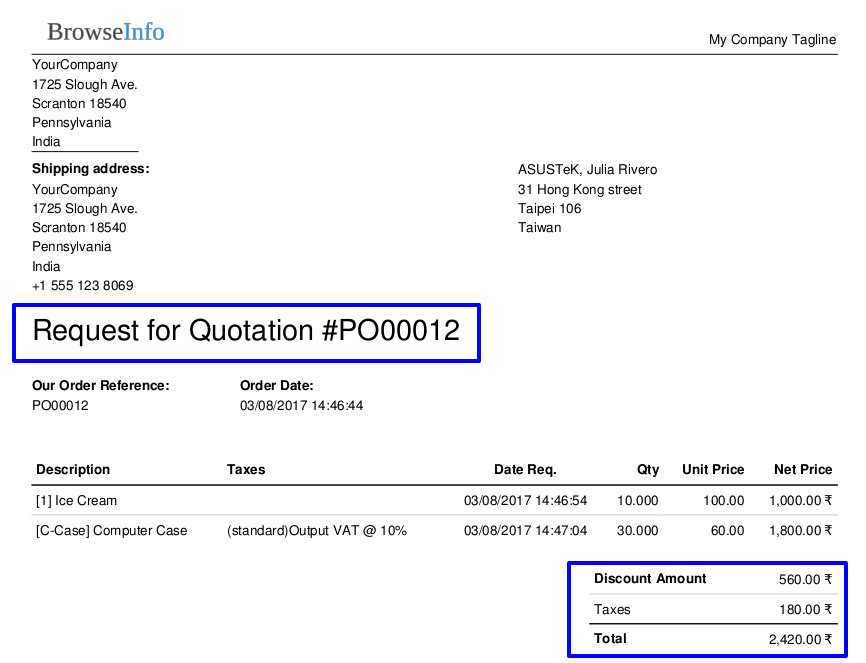 BrowseInfo
My Company Tagline
YourCompany
1725 Slough Ave.
Scranton 18540
Pennsylvania
India
Shipping address:
YourCompany
1725 Slough Ave.
Scranton 18540
Pennsylvania
India
+1 555 123 8069
ASUSTeK, Julia Rivero
31 Hong Kong street
Taipei 106
Taiwan
Request for Quotation #PO00012
Our Order Reference: Order Date:
PO00012 03/08/2017 14:46:44
Description Taxes Date Req. Qty Unit Price Net Price
[1] Ice Cream 03/08/2017 14:46:54 10.000 100.00 1,000.00 ₹
[C-Case] Computer Case (standard)Output VAT @ 10% 03/08/2017 14:47:04 30.000 60.00 1,800.00 ₹
Discount Amount 560.00 ₹
Taxes 180.00 ₹
Total 2,420.00 ₹